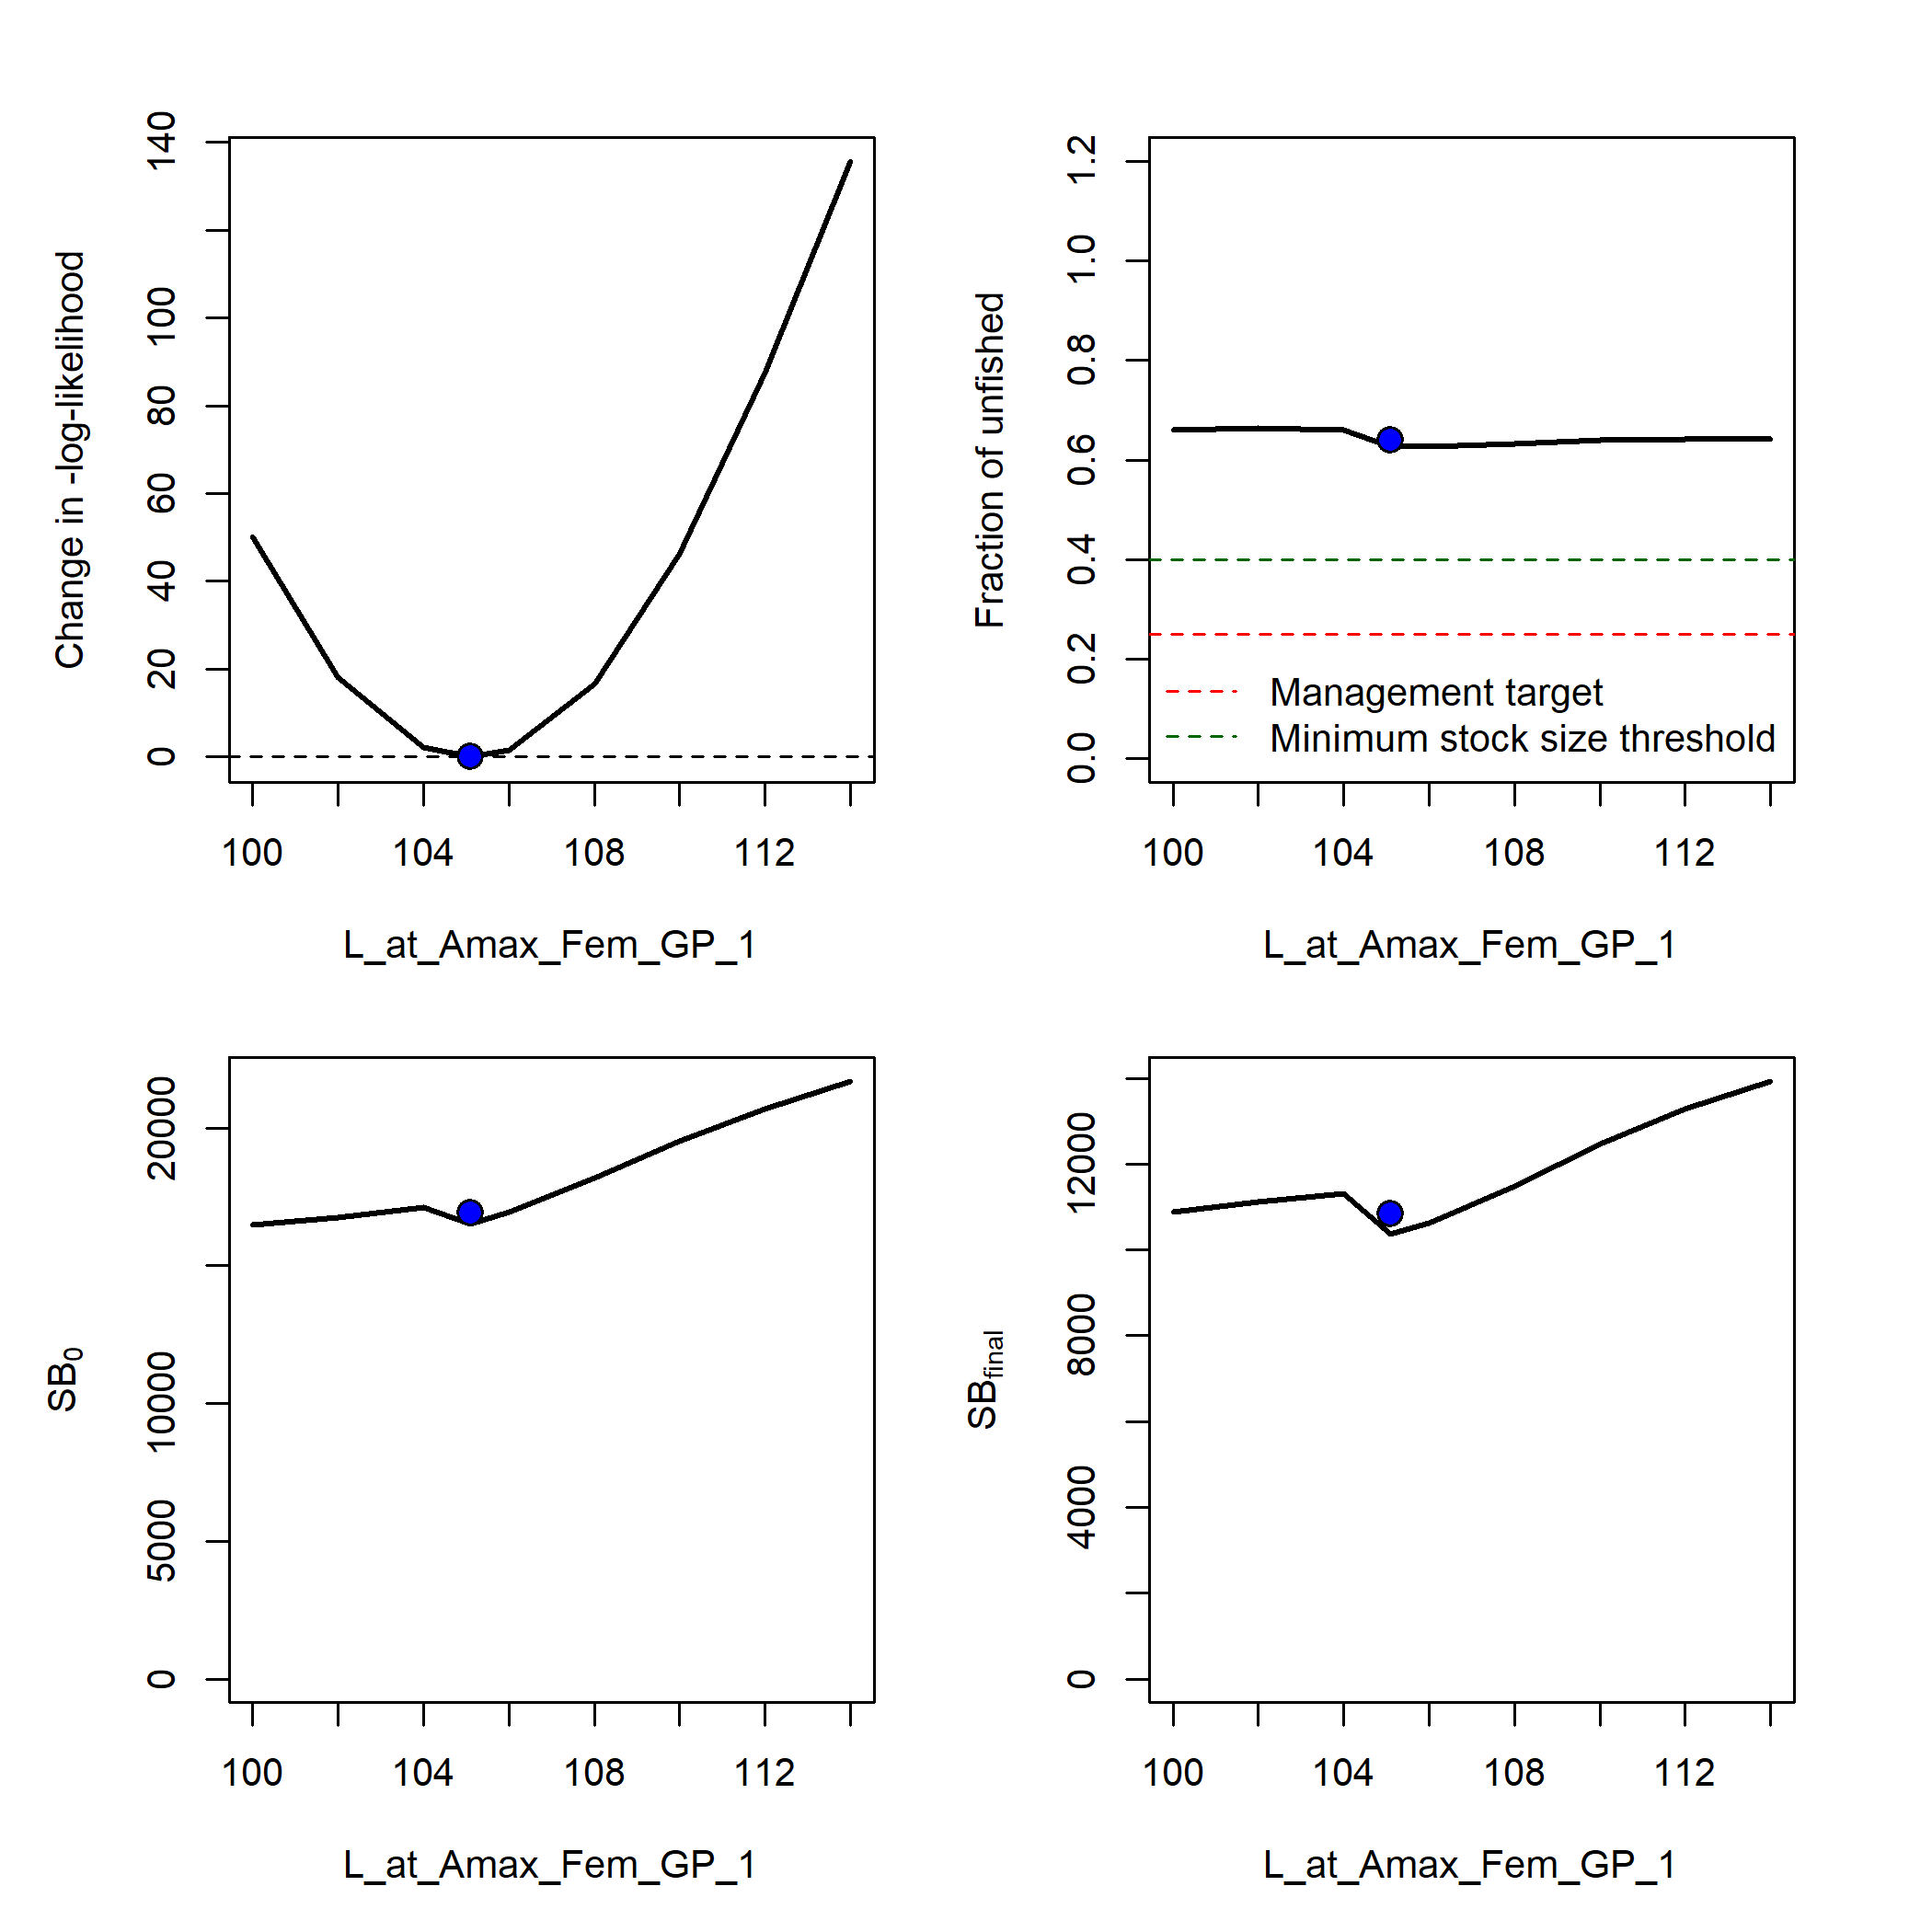 Change in -log-likelihood
0 20 40 60 80 100 140
100 104 108 112
L_at_Amax_Fem_GP_1
Fraction of unfished
0.0 0.2 0.4 0.6 0.8 1.0 1.2
Management target
Minimum stock size threshold
100 104 108 112
L_at_Amax_Fem_GP_1
SB0
0 5000 10000 20000
100 104 108 112
L_at_Amax_Fem_GP_1
SBfinal
0 4000 8000 12000
100 104 108 112
L_at_Amax_Fem_GP_1